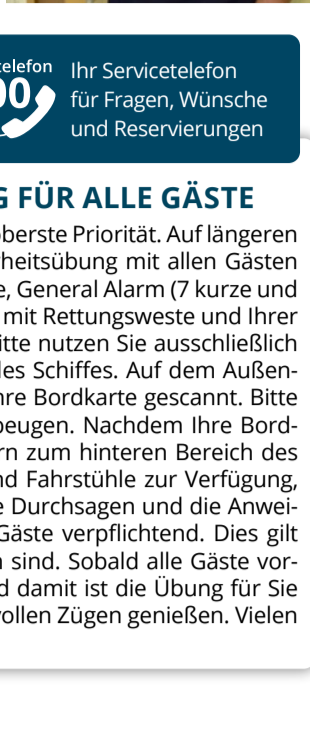 elefon
Ihr Servicetelefon
für Fragen, Wünsche
und Reservierungen
FÜR ALLE GÄSTE
berste Priorität. Auf längeren
heitsübung mit allen Gästen
e, General Alarm (7 kurze und
mit Rettungsweste und Ihrer
itte nutzen Sie ausschließlich
des Schiffes. Auf dem Außen-
hre Bordkarte gescannt. Bitte
beugen. Nachdem Ihre Bord-
rn zum hinteren Bereich des
nd Fahrstühle zur Verfügung,
e Durchsagen und die Anwei-
Gäste verpflichtend. Dies gilt
n sind. Sobald alle Gäste vor-
d damit ist die Übung für Sie
vollen Zügen genießen. Vielen